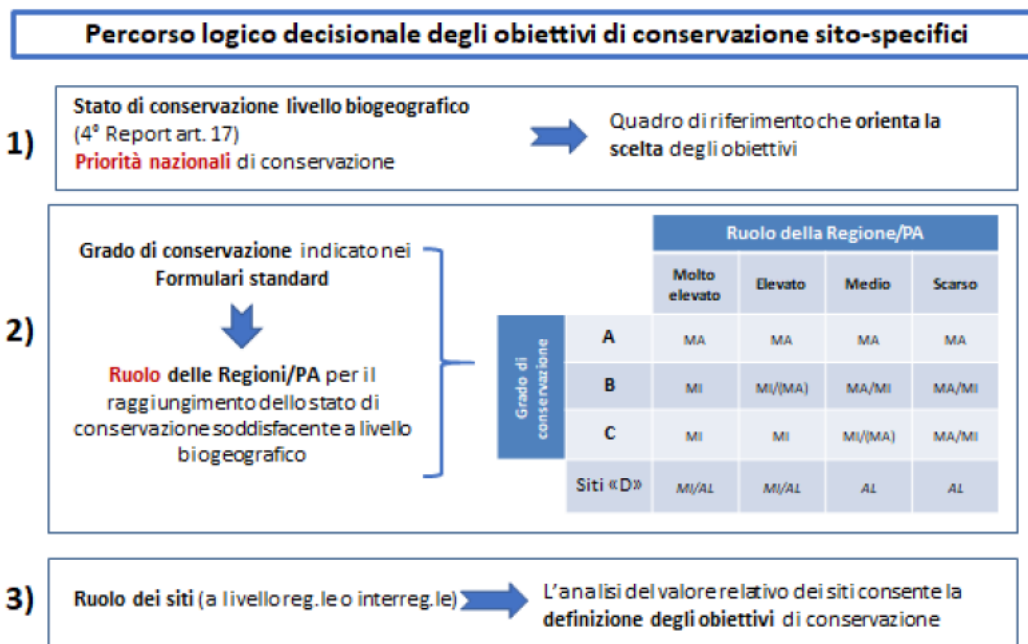 Percorso logico decisionale degli obiettivi di conservazione sito-specifici
1)
Stato di conservazione livello biogeografico
(4° Report art. 17)
Priorità nazionali di conservazione
Quadro di riferimento che orienta la
scelta degli obiettivi
2)
Grado di conservazione indicato nei
Formulari standard
Ruolo delle Regioni/PA per il
raggiungimento dello stato di
conservazione soddisfacente a livello
biogeografico
Ruolo della Regione/PA
Molto
elevato
Elevato
Medio
Scarso
Grado di
conservazione
A MA MA MA MA
B MI MI/(MA) MA/MI MA/MI
C MI MI MI/(MA) MA/MI
Siti «D» MI/AL MI/AL AL AL
3)
Ruolo dei siti (a livello reg.le o interreg.le)
L'analisi del valore relativo dei siti consente la
definizione degli obiettivi di conservazione